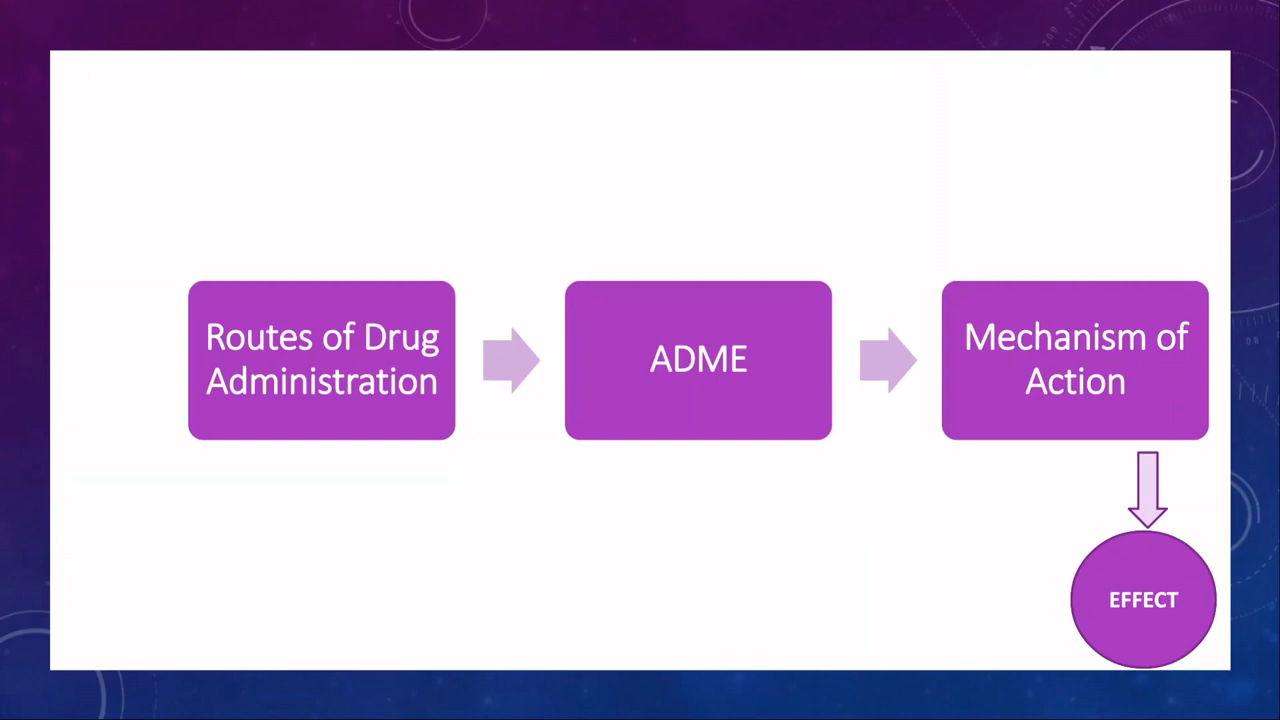 Routes of Drug
Administration
ADME
Mechanism of
Action
EFFECT